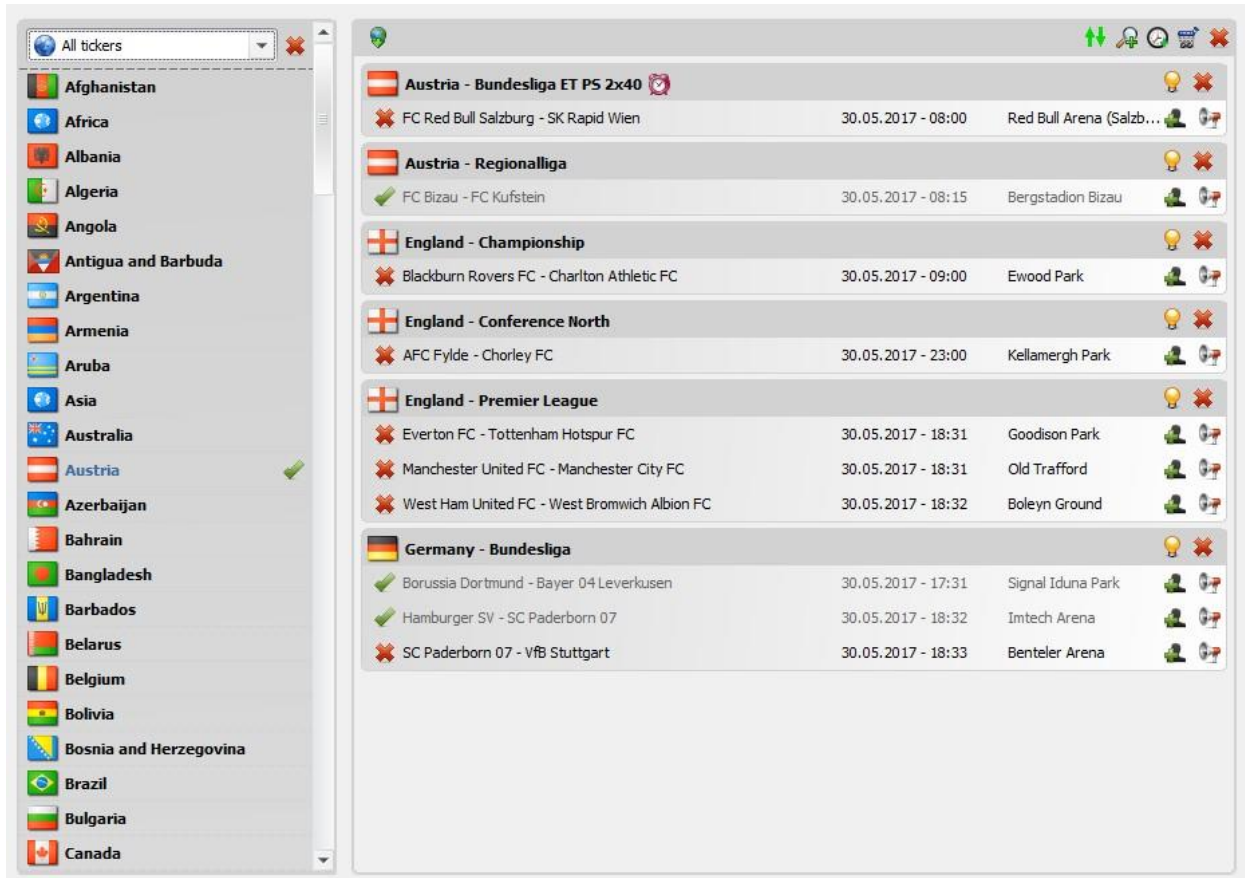 All tickers
Afghanistan
Africa
Albania
Algeria
Angola
Antigua and Barbuda
Argentina
Armenia
Aruba
Asia
Australia
Austria
Azerbaijan
Bahrain
Bangladesh
Barbados
Belarus
Belgium
Bolivia
Bosnia and Herzegovina
Brazil
Bulgaria
Canada
Austria - Bundesliga ET PS 2x40
FC Red Bull Salzburg - SK Rapid Wien 30.05.2017 - 08:00 Red Bull Arena (Salzb...
Austria - Regionalliga
FC Bizau - FC Kufstein 30.05.2017 - 08:15 Bergstadion Bizau
England - Championship
Blackburn Rovers FC - Charlton Athletic FC 30.05.2017 - 09:00 Ewood Park
England - Conference North
AFC Fylde - Chorley FC 30.05.2017 - 23:00 Kellamergh Park
England - Premier League
Everton FC - Tottenham Hotspur FC 30.05.2017 - 18:31 Goodison Park
Manchester United FC - Manchester City FC 30.05.2017 - 18:31 Old Trafford
West Ham United FC - West Bromwich Albion FC 30.05.2017 - 18:32 Boleyn Ground
Germany - Bundesliga
Borussia Dortmund - Bayer 04 Leverkusen 30.05.2017 - 17:31 Signal Iduna Park
Hamburger SV - SC Paderborn 07 30.05.2017 - 18:32 Imtech Arena
SC Paderborn 07 - VfB Stuttgart 30.05.2017 - 18:33 Benteler Arena